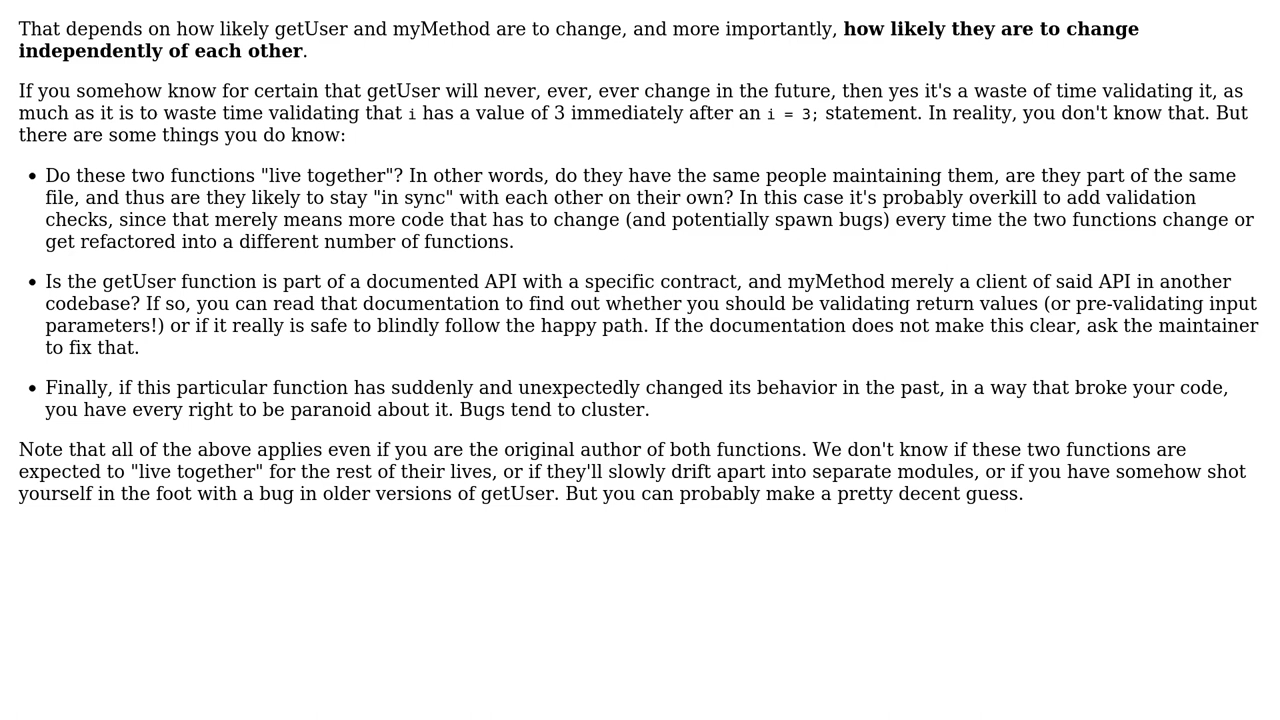 That depends on how likely getUser and myMethod are to change, and more importantly, how likely they are to change
independently of each other.
If you somehow know for certain that getUser will never, ever, ever change in the future, then yes it's a waste of time validating it, as
much as it is to waste time validating that i has a value of 3 immediately after an i = 3; statement. In reality, you don't know that. But
there are some things you do know:
• Do these two functions "live together"? In other words, do they have the same people maintaining them, are they part of the same
file, and thus are they likely to stay "in sync" with each other on their own? In this case it's probably overkill to add validation
checks, since that merely means more code that has to change (and potentially spawn bugs) every time the two functions change or
get refactored into a different number of functions.
• Is the getUser function is part of a documented API with a specific contract, and myMethod merely a client of said API in another
codebase? If so, you can read that documentation to find out whether you should be validating return values (or pre-validating input
parameters!) or if it really is safe to blindly follow the happy path. If the documentation does not make this clear, ask the maintainer
to fix that.
• Finally, if this particular function has suddenly and unexpectedly changed its behavior in the past, in a way that broke your code,
you have every right to be paranoid about it. Bugs tend to cluster.
Note that all of the above applies even if you are the original author of both functions. We don't know if these two functions are
expected to "live together" for the rest of their lives, or if they'll slowly drift apart into separate modules, or if you have somehow shot
yourself in the foot with a bug in older versions of getUser. But you can probably make a pretty decent guess.